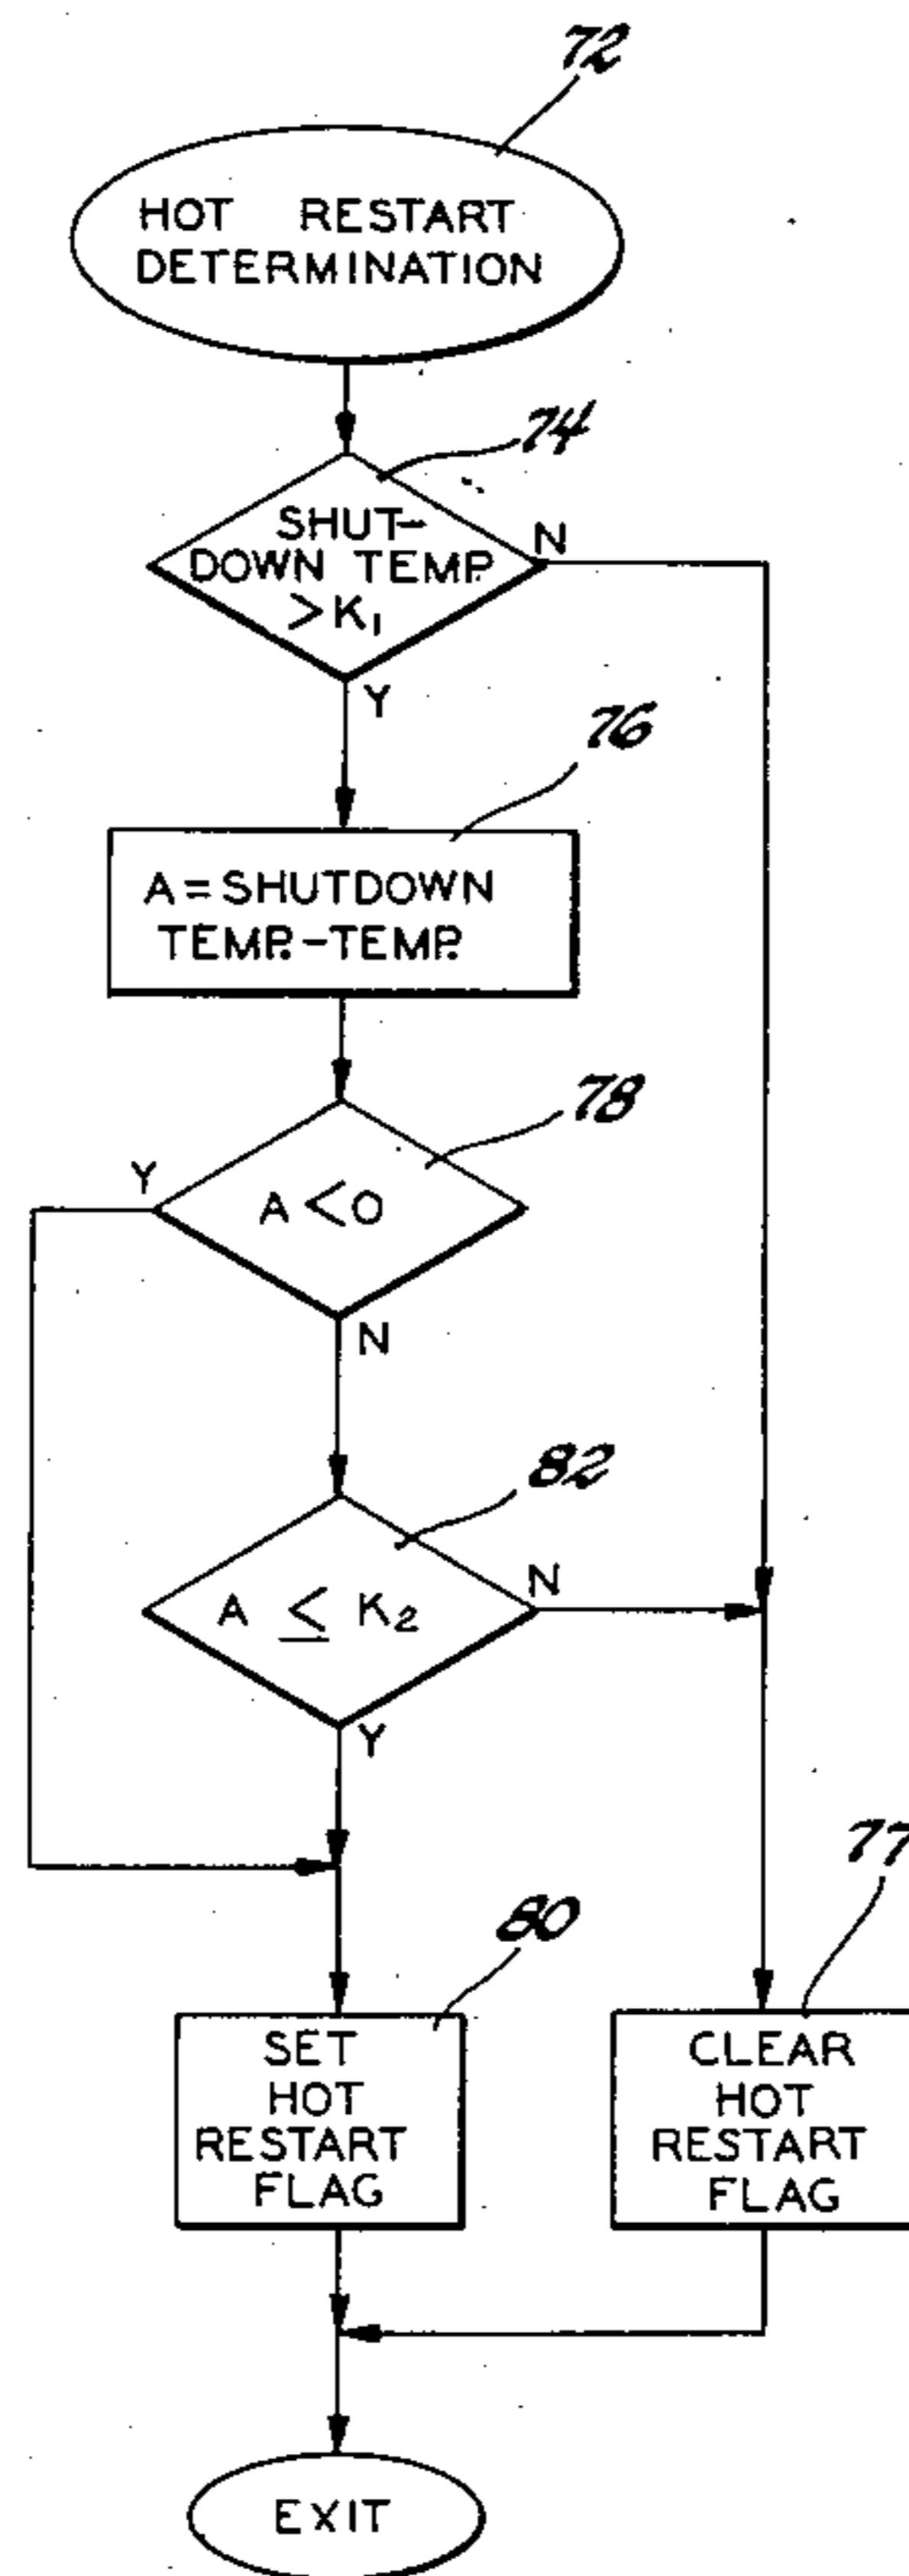 72
HOT RESTART
DETERMINATION
74
SHUT-
DOWN TEMP.
>K₁
N
Y
76
A=SHUTDOWN
TEMP.-TEMP.
78
Y
A<0
N
82
A ≤ K₂
N
Y
77
80
SET
HOT
RESTART
FLAG
CLEAR
HOT
RESTART
FLAG
EXIT